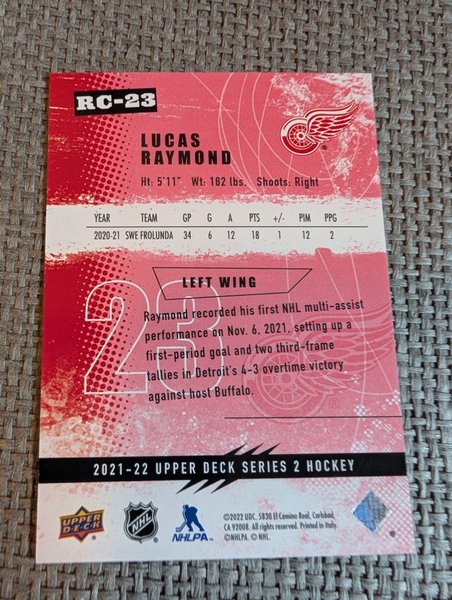 RC-23
LUCAS
RAYMOND
Ht: 5'11" Wt: 182 lbs. Shoots: Right
YEAR TEAM GP G A PTS +/- PIM PPG
2020-21 SWE FROLUNDA 34 6 12 18 1 12 2
LEFT WING
23
Raymond recorded his first NHL multi-assist
performance on Nov. 6, 2021, setting up a
first-period goal and two third-frame
tallies in Detroit's 4-3 overtime victory
against host Buffalo.
2021-22 UPPER DECK SERIES 2 HOCKEY
UPPER
DECK
NHL
NHLPA
©2022 UDC, 5830 El Camino Real, Carlsbad,
CA 92008. All rights reserved. Printed in Italy.
©NHLPA. © NHL.